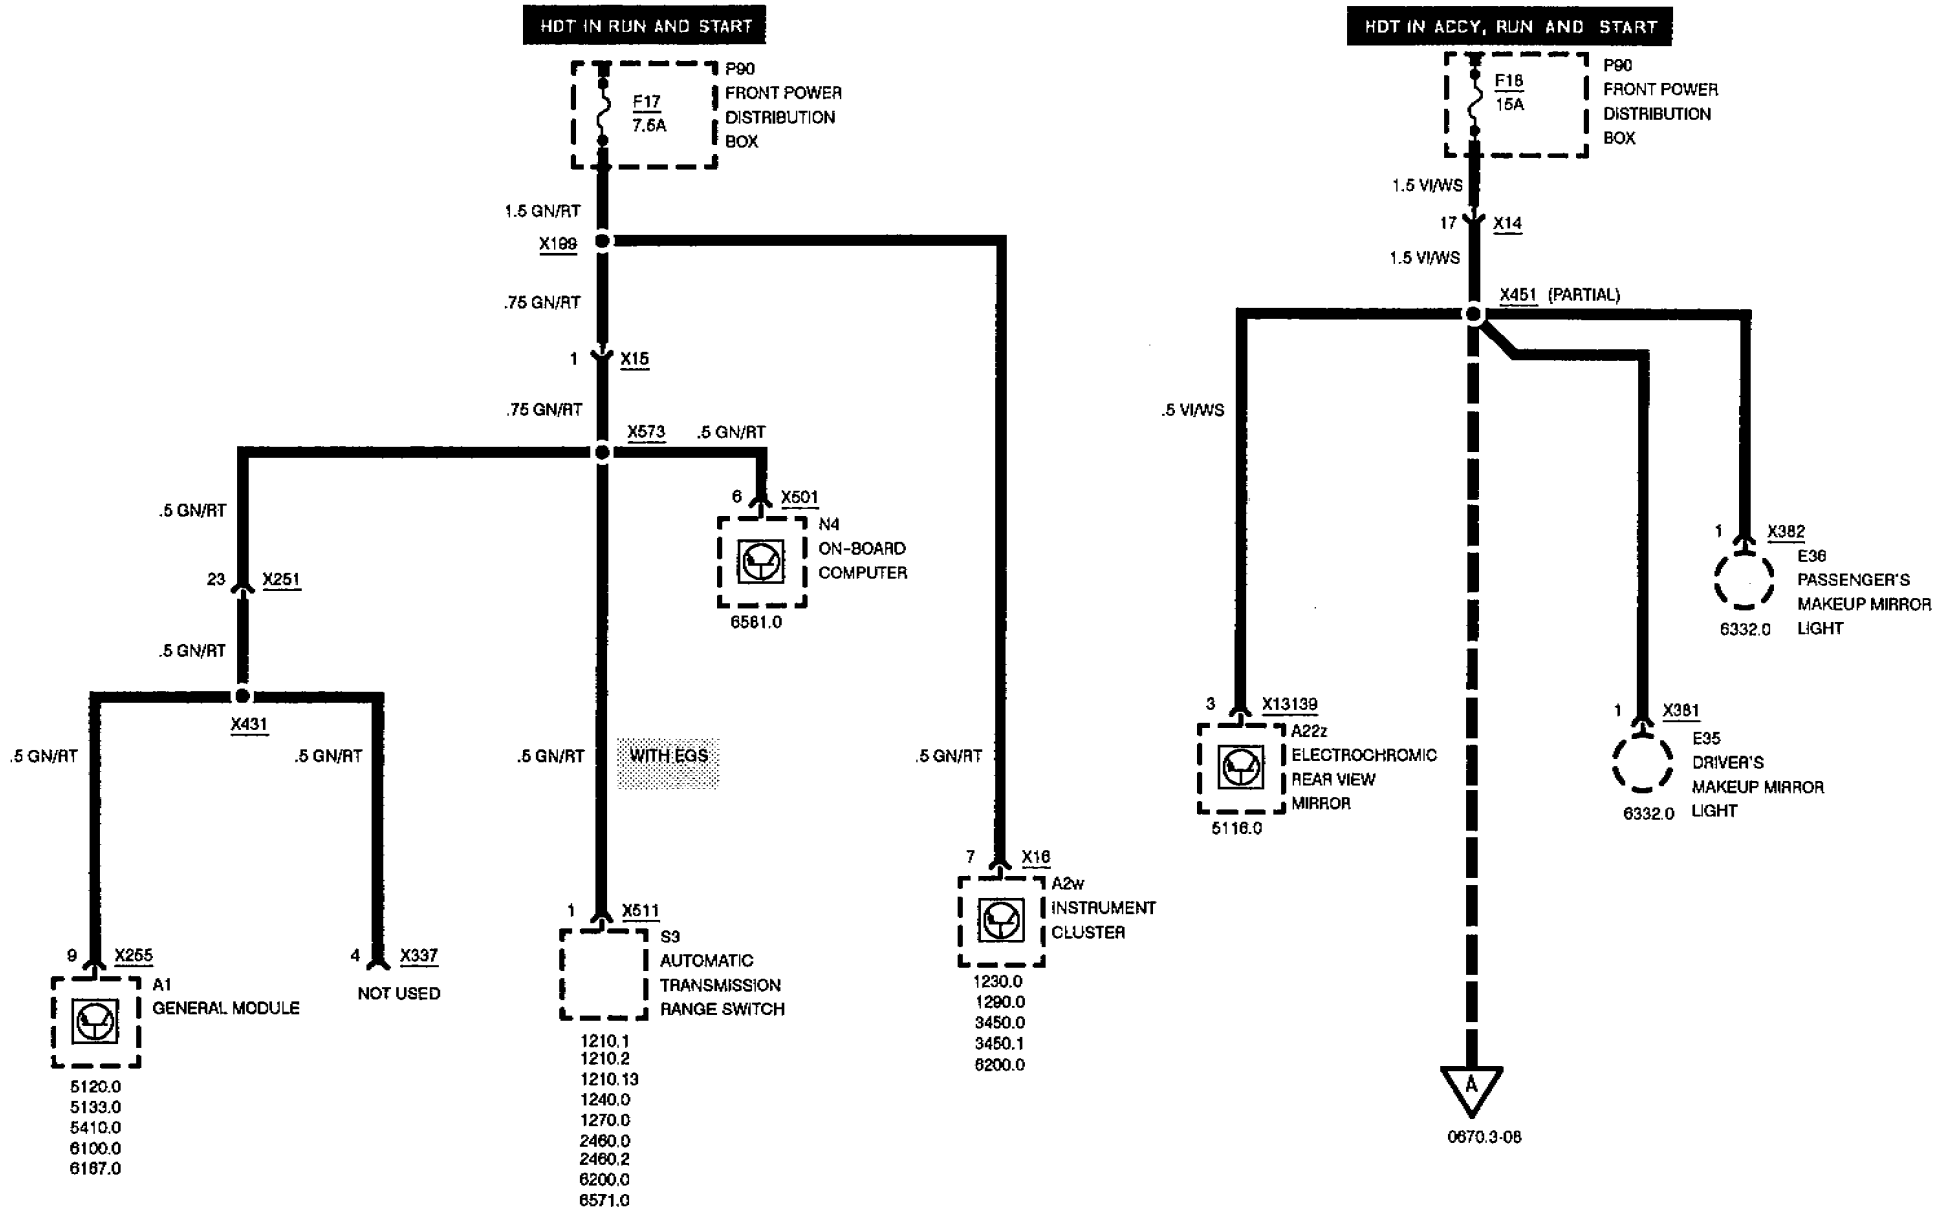 HOT IN RUN AND START
P90
FRONT POWER
DISTRIBUTION
BOX
F17
7.5A
1.5 GN/RT
X199
.75 GN/RT
1
X15
.75 GN/RT
X573
.5 GN/RT
6
X501
N4
ON-BOARD
COMPUTER
6581.0
.5 GN/RT
23
X251
.5 GN/RT
X431
.5 GN/RT
.5 GN/RT
.5 GN/RT
WITH EGS
.5 GN/RT
9
X255
A1
GENERAL MODULE
5120.0
5133.0
5410.0
6100.0
6167.0
4
X337
NOT USED
1
X511
S3
AUTOMATIC
TRANSMISSION
RANGE SWITCH
1210.1
1210.2
1210.13
1240.0
1270.0
2460.0
2460.2
6200.0
6571.0
7
X16
A2w
INSTRUMENT
CLUSTER
1230.0
1290.0
3450.0
3450.1
6200.0
HOT IN ACCY, RUN AND START
P90
FRONT POWER
DISTRIBUTION
BOX
F18
15A
1.5 VI/WS
17
X14
1.5 VI/WS
X451 (PARTIAL)
.5 VI/WS
3
X13139
A22z
ELECTROCHROMIC
REAR VIEW
MIRROR
5116.0
1
X382
E36
PASSENGER'S
MAKEUP MIRROR
LIGHT
6332.0
1
X381
E35
DRIVER'S
MAKEUP MIRROR
LIGHT
6332.0
A
0670.3-08